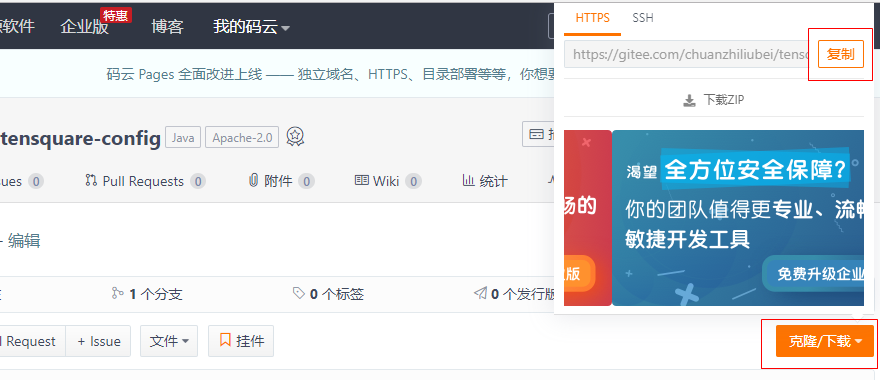 软件 企业版 特惠 博客 我的码云
HTTPS SSH
https://gitee.com/chuanzhiliubei/tens 复制
码云 Pages 全面改进上线 —— 独立域名、HTTPS、目录部署等等，你想要
下载ZIP
tensquare-config Java Apache-2.0
渴望 全方位安全保障？
sues 0 Pull Requests 0 附件 0 Wiki 0 统计
你的团队值得更专业、流畅
敏捷开发工具
的
- 编辑
版
免费升级企业
1 个分支 0 个标签 0 个发行版
Request + Issue 文件 挂件 克隆/下载